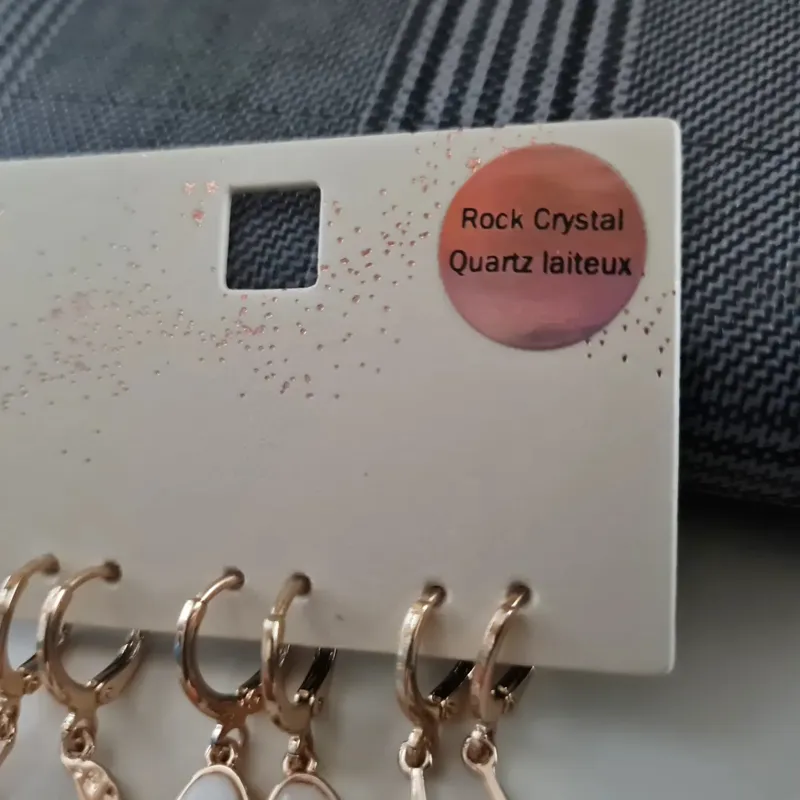 Rock Crystal
Quartz laiteux